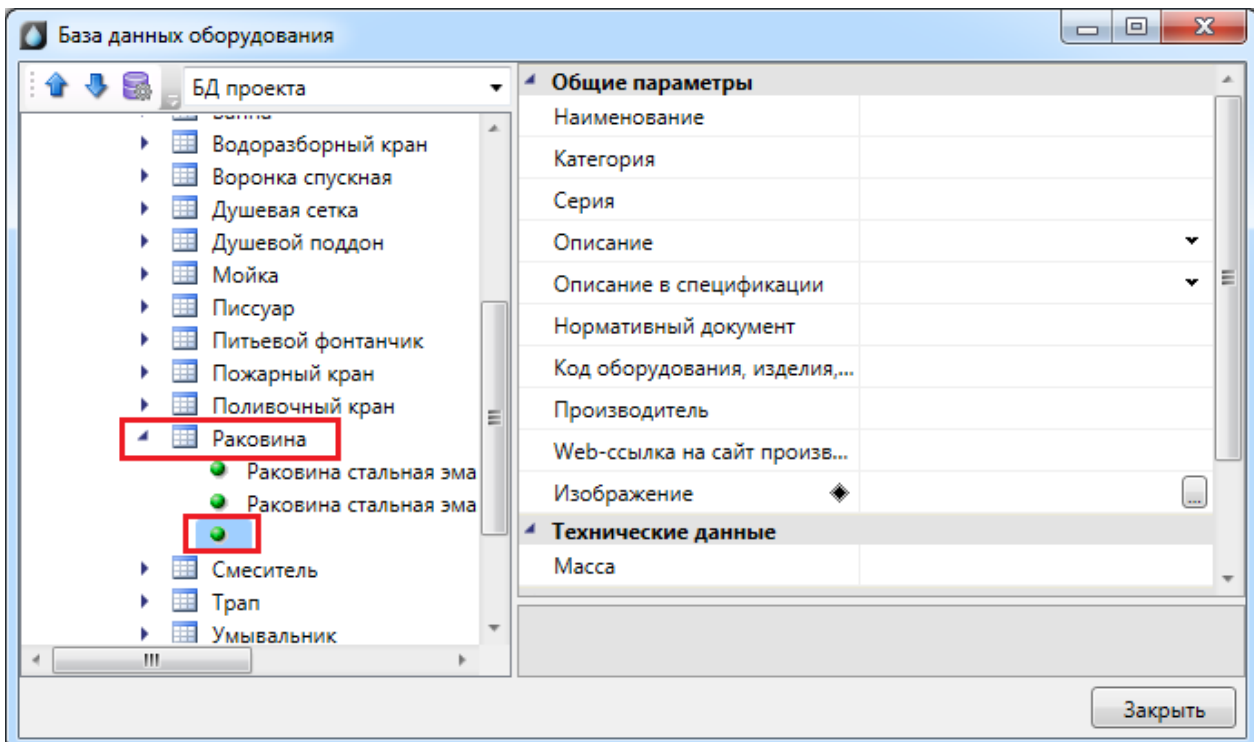 База данных оборудования
БД проекта
Водоразборный кран
Воронка спускная
Душевая сетка
Душевой поддон
Мойка
Писсуар
Питьевой фонтанчик
Пожарный кран
Поливочный кран
Раковина
Раковина стальная эма
Раковина стальная эма
Смеситель
Трап
Умывальник
Общие параметры
Наименование
Категория
Серия
Описание
Описание в спецификации
Нормативный документ
Код оборудования, изделия,...
Производитель
Web-ссылка на сайт произв...
Изображение
...
Технические данные
Масса
Закрыть